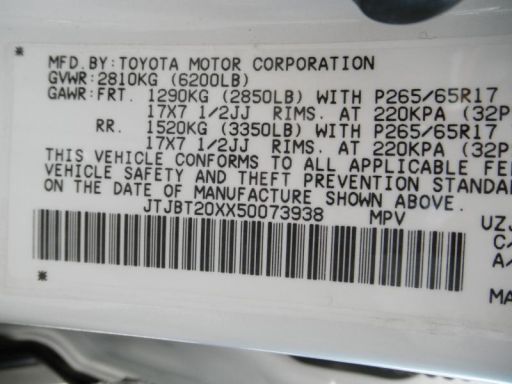 MFD.BY:TOYOTA MOTOR CORPORATION
GVWR:2810KG (6200LB)
GAWR:FRT. 1290KG (2850LB) WITH P265/65R17
17X7 1/2JJ RIMS. AT 220KPA (32P
RR. 1520KG (3350LB) WITH P265/65R17
17X7 1/2JJ RIMS. AT 220KPA (32P
THIS VEHICLE CONFORMS TO ALL APPLICABLE FE
VEHICLE SAFETY AND THEFT PREVENTION STANDA
ON THE DATE OF MANUFACTURE SHOWN ABOVE.
JTJBT20XX50073938 MPV UZJ
C/
A/
MA